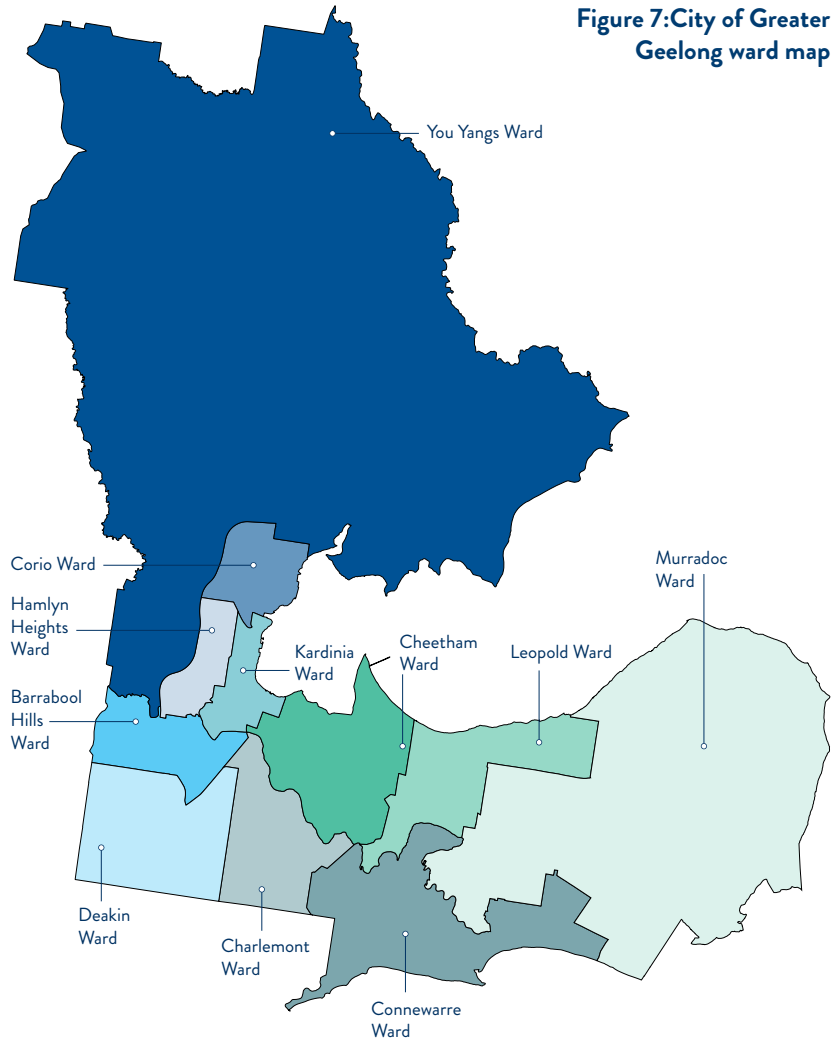 Figure 7:City of Greater
Geelong ward map
You Yangs Ward
Corio Ward
Hamlyn
Heights
Ward
Barrabool
Hills
Ward
Kardinia
Ward
Cheetham
Ward
Leopold Ward
Murradoc
Ward
Deakin
Ward
Charlemont
Ward
Connewarre
Ward